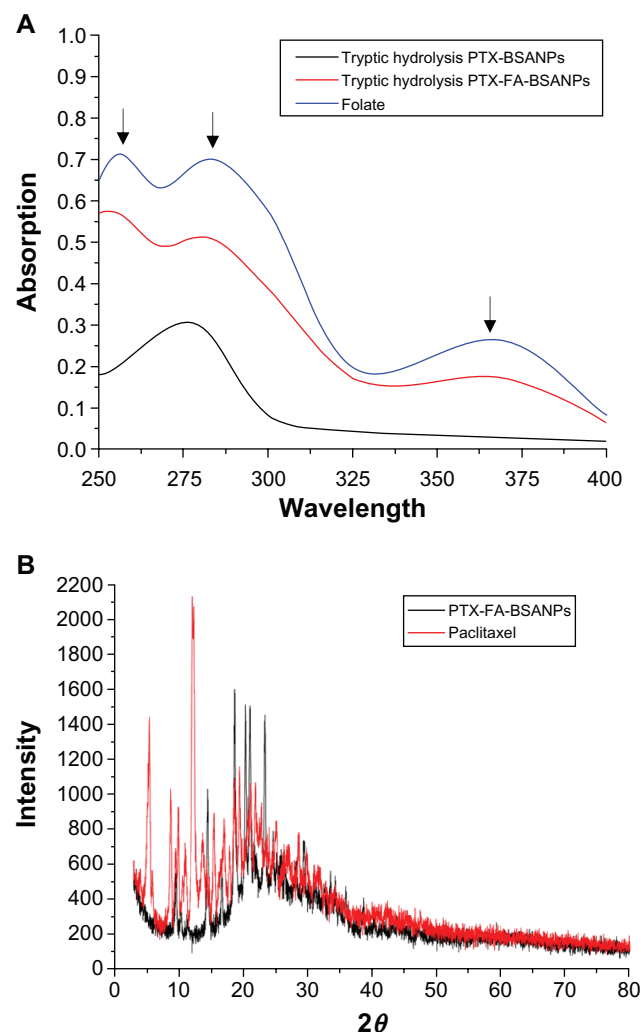 A
Absorption
1.0
0.9
0.8
0.7
0.6
0.5
0.4
0.3
0.2
0.1
0.0
Tryptic hydrolysis PTX-BSANPs
Tryptic hydrolysis PTX-FA-BSANPs
Folate
250 275 300 325 350 375 400
Wavelength
B
Intensity
2200
2000
1800
1600
1400
1200
1000
800
600
400
200
0
PTX-FA-BSANPs
Paclitaxel
0 10 20 30 40 50 60 70 80
2θ